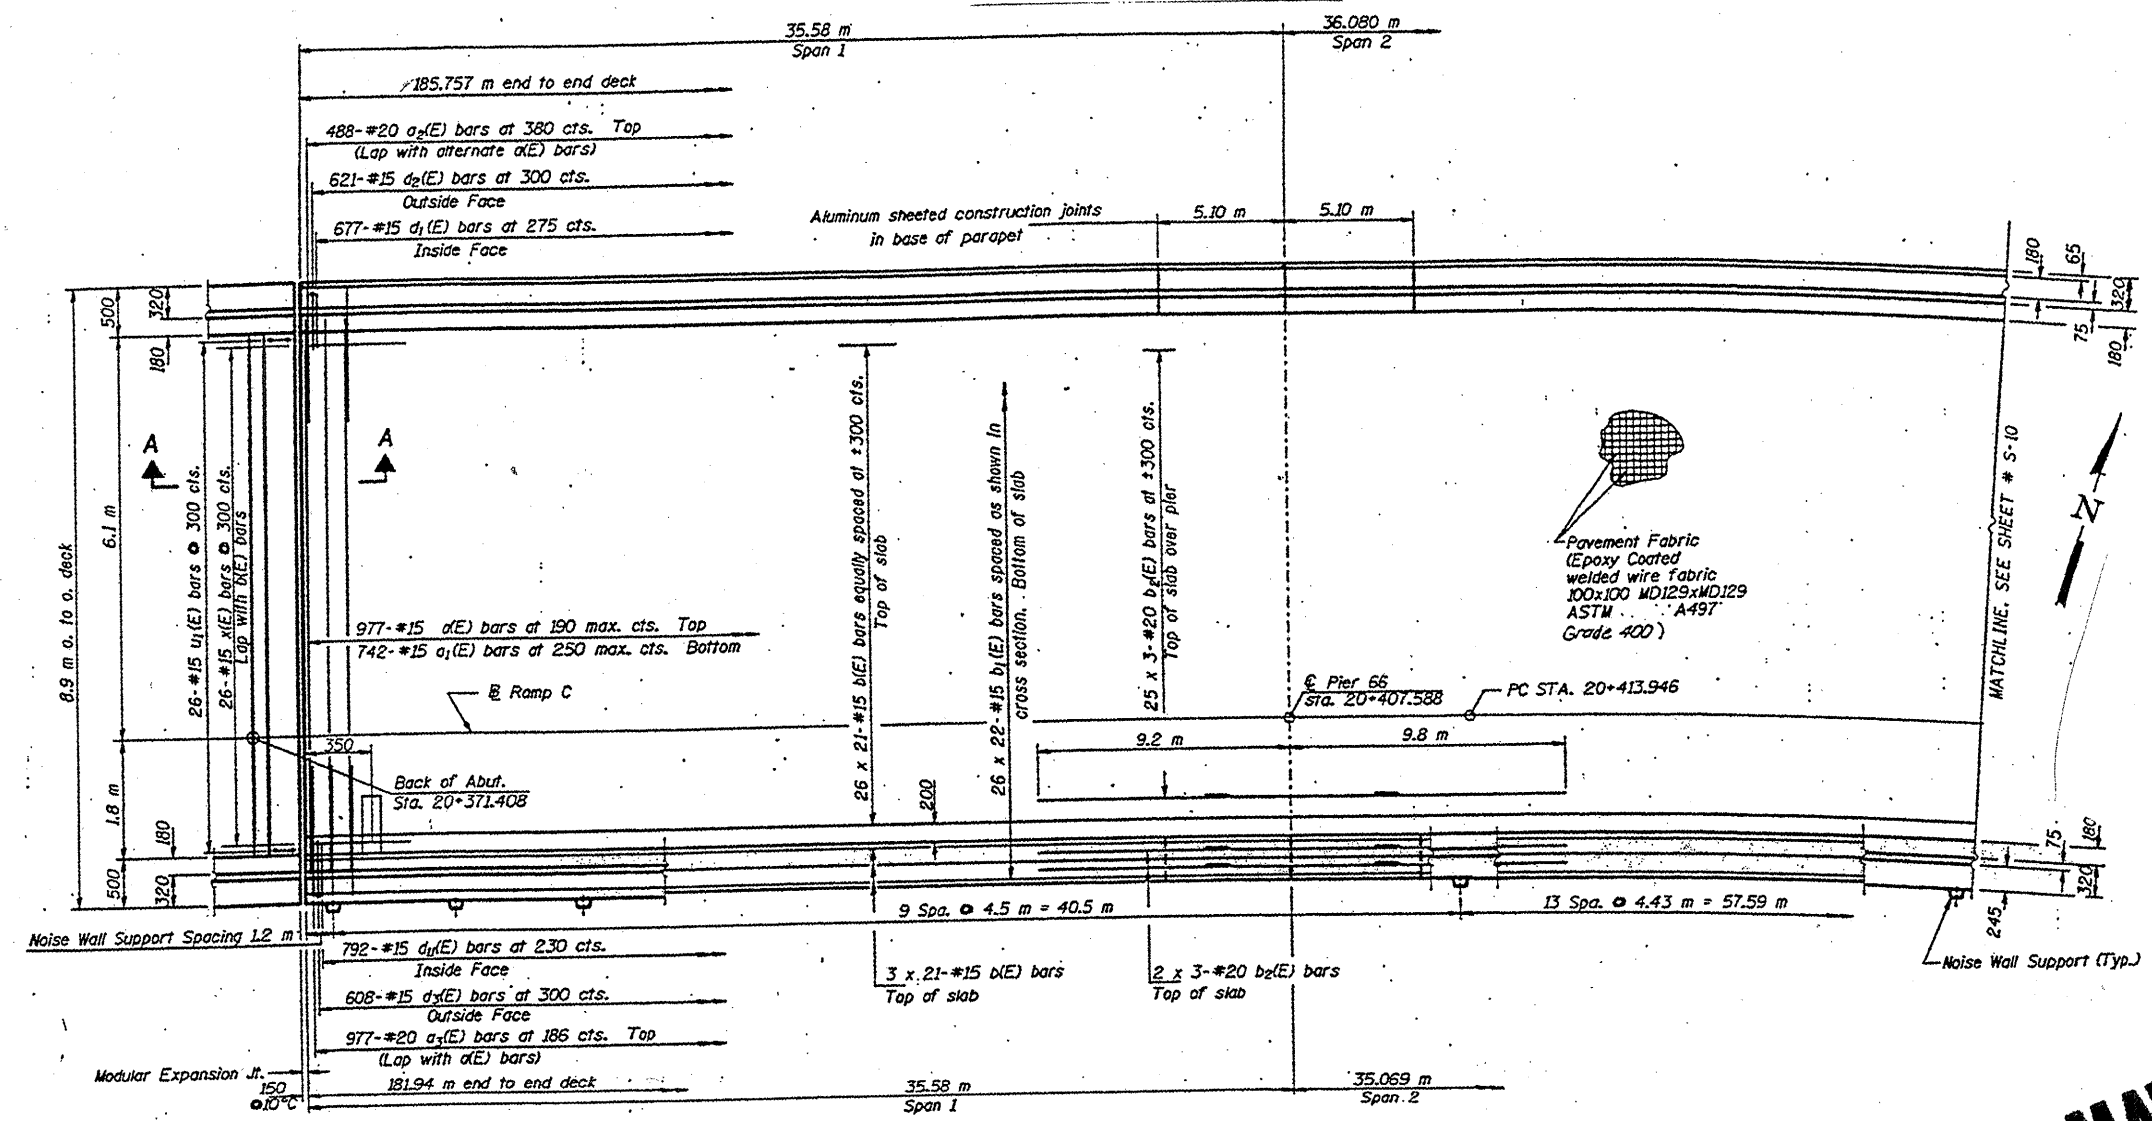 35.58 m
Span 1
36.080 m
Span 2
185.757 m end to end deck
488-#20 a2(E) bars at 380 cts. Top
(Lap with alternate a(E) bars)
621-#15 d2(E) bars at 300 cts.
Outside Face
677-#15 d1(E) bars at 275 cts.
Inside Face
Aluminum sheeted construction joints
in base of parapet
5.10 m
5.10 m
500
320
180
180
65
320
75
180
A
A
8.9 m o. to o. deck
6.1 m
1.8 m
26-#15 u1(E) bars @ 300 cts.
26-#15 x(E) bars @ 300 cts.
Lap with b(E) bars
26 x 21-#15 b(E) bars equally spaced at ±300 cts.
Top of slab
26 x 22-#15 b1(E) bars spaced as shown in
cross section. Bottom of slab
25 x 3-#20 b2(E) bars at ±300 cts.
Top of slab over pier
Pavement Fabric
(Epoxy Coated
welded wire fabric
100x100 MD129xMD129
ASTM A497
Grade 400)
MATCHLINE, SEE SHEET # S-10
N
977-#15 a(E) bars at 190 max. cts. Top
742-#15 a1(E) bars at 250 max. cts. Bottom
℄ Ramp C
℄ Pier 66
Sta. 20+407.588
PC STA. 20+413.946
350
9.2 m
9.8 m
Back of Abut.
Sta. 20+371.408
200
180
500
320
75
180
320
245
9 Spa. @ 4.5 m = 40.5 m
13 Spa. @ 4.43 m = 57.59 m
Noise Wall Support Spacing 1.2 m
Noise Wall Support (Typ.)
792-#15 d11(E) bars at 230 cts.
Inside Face
3 x 21-#15 b(E) bars
Top of slab
2 x 3-#20 b2(E) bars
Top of slab
608-#15 d3(E) bars at 300 cts.
Outside Face
977-#20 a3(E) bars at 186 cts. Top
(Lap with a(E) bars)
Modular Expansion Jt.
150
@10°C
181.94 m end to end deck
35.58 m
Span 1
35.069 m
Span 2